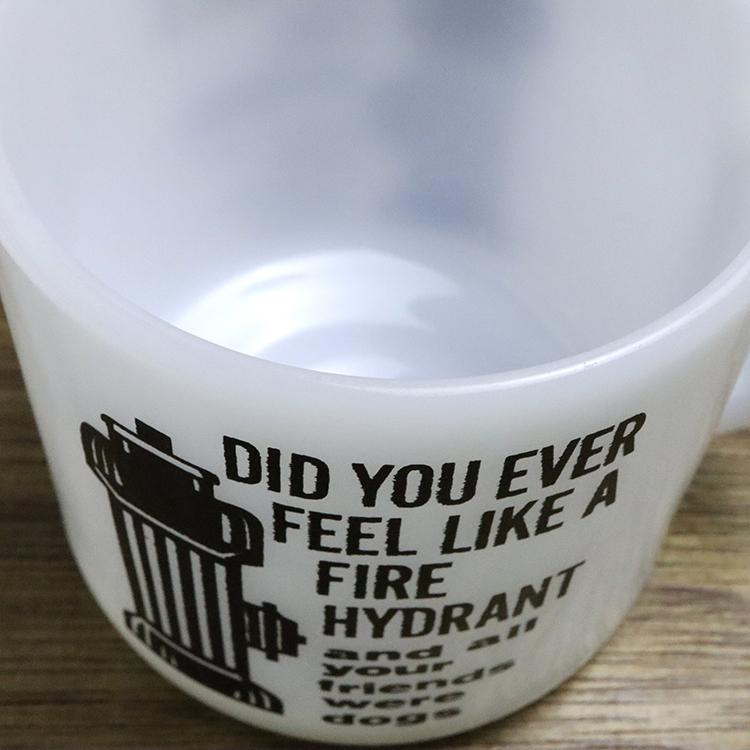 DID YOU EVER
FEEL LIKE A
FIRE
HYDRANT
and all
your
friends
were
dogs